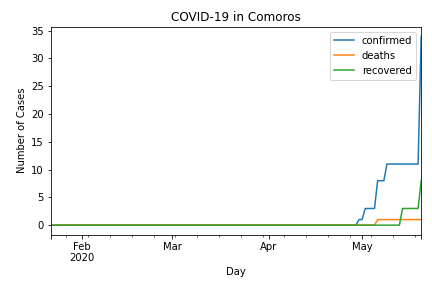 COVID-19 in Comoros
Number of Cases
35
30
25
20
15
10
5
0
confirmed
deaths
recovered
Feb
2020
Mar
Apr
May
Day